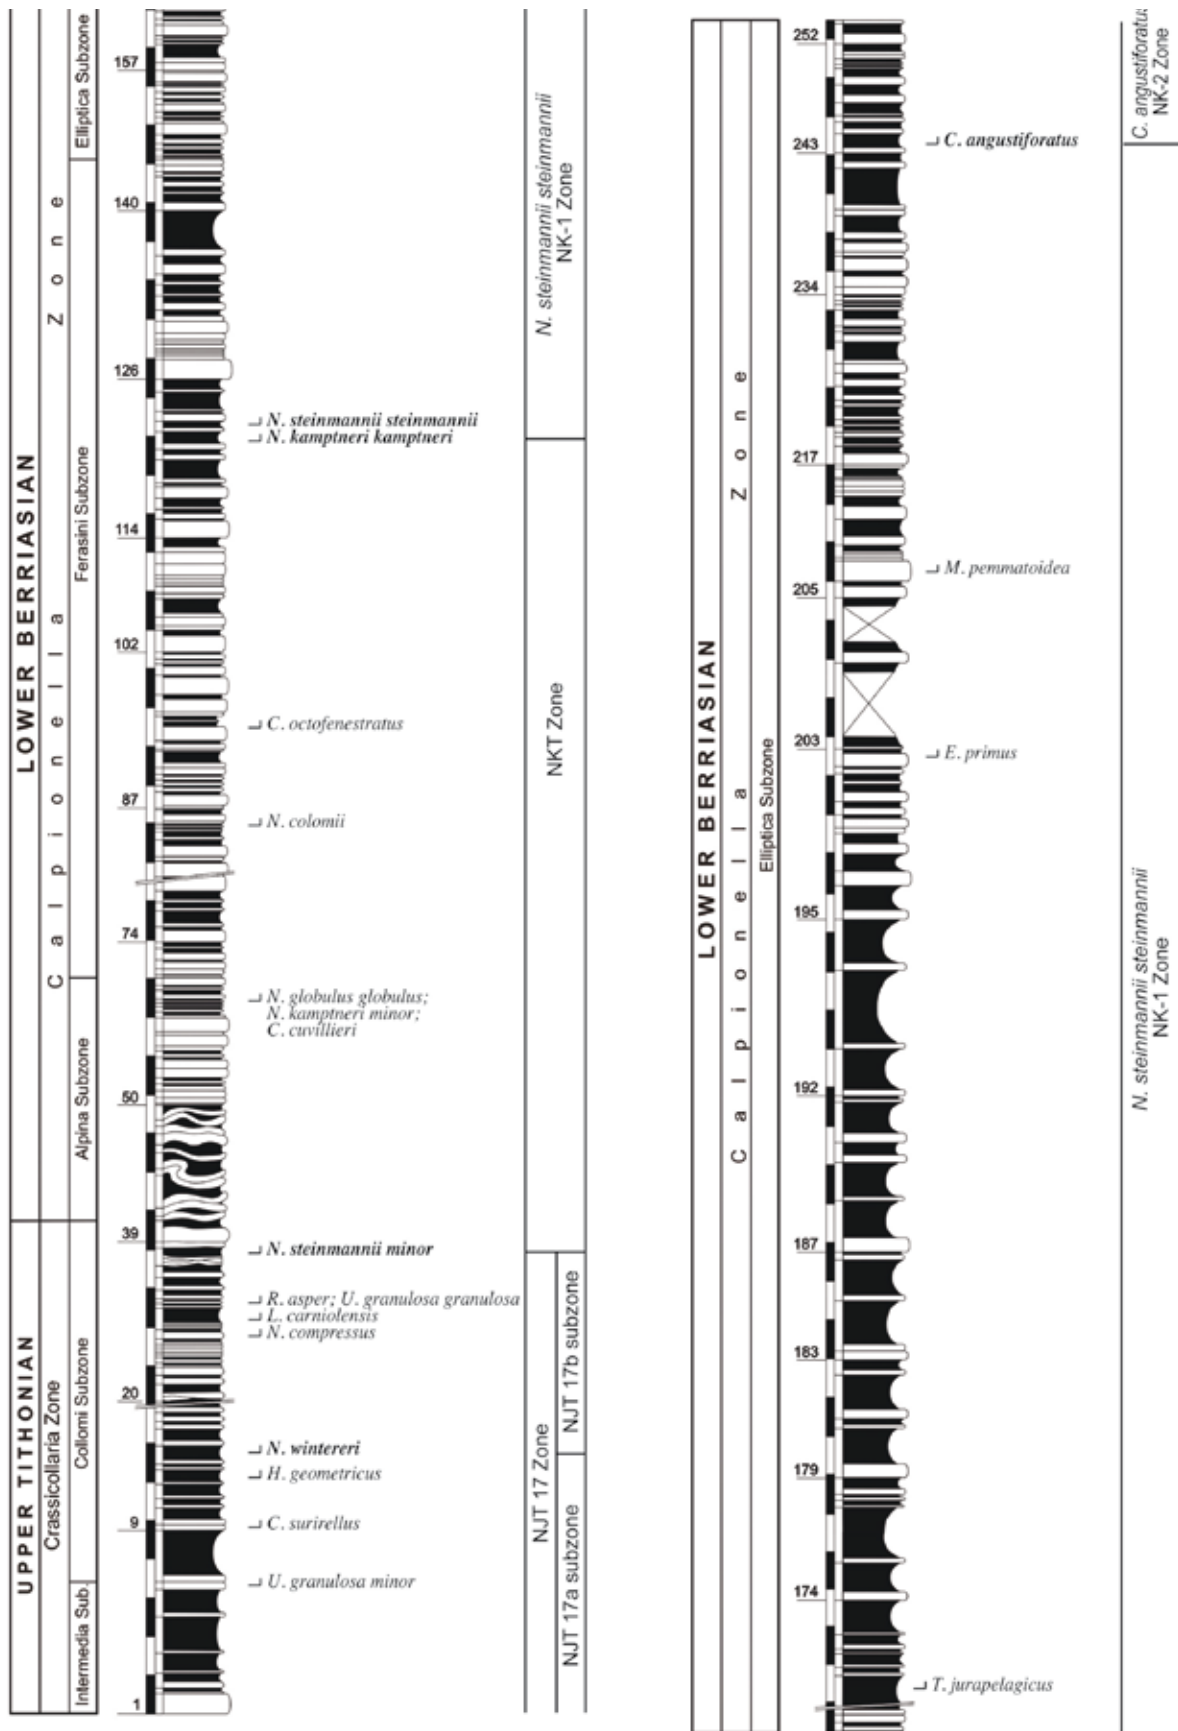 LOWER BERRIASIAN
UPPER TITHONIAN
Calpionella Zone
Crassicollaria Zone
Elliptica Subzone
Ferasini Subzone
Alpina Subzone
Collomi Subzone
Intermedia Sub.
157
140
126
114
102
87
74
50
39
20
9
1
N. steinmannii steinmannii
N. kamptneri kamptneri
C. octofenestratus
N. colomii
N. globulus globulus;
N. kamptneri minor;
C. cuvillieri
N. steinmannii minor
R. asper; U. granulosa granulosa
L. carniolensis
N. compressus
N. wintereri
H. geometricus
C. surirellus
U. granulosa minor
N. steinmannii steinmannii
NK-1 Zone
NKT Zone
NJT 17 Zone
NJT 17b subzone
NJT 17a subzone
LOWER BERRIASIAN
Calpionella Zone
Elliptica Subzone
252
243
234
217
205
203
195
192
187
183
179
174
C. angustiforatus
M. pemmatoidea
E. primus
T. jurapelagicus
C. angustiforatus
NK-2 Zone
N. steinmannii steinmannii
NK-1 Zone